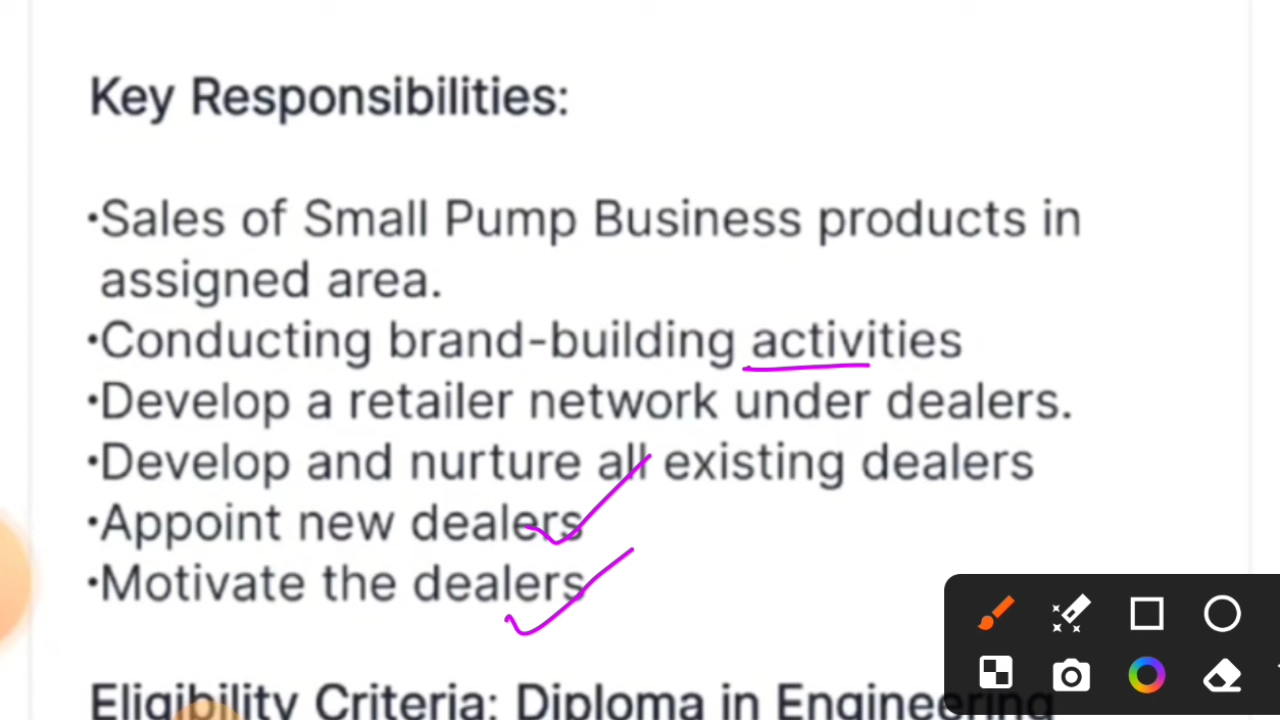 Key Responsibilities:
•Sales of Small Pump Business products in
assigned area.
•Conducting brand-building activities
•Develop a retailer network under dealers.
•Develop and nurture all existing dealers
•Appoint new dealers
•Motivate the dealers
Eligibility Criteria: Diploma in Engineering